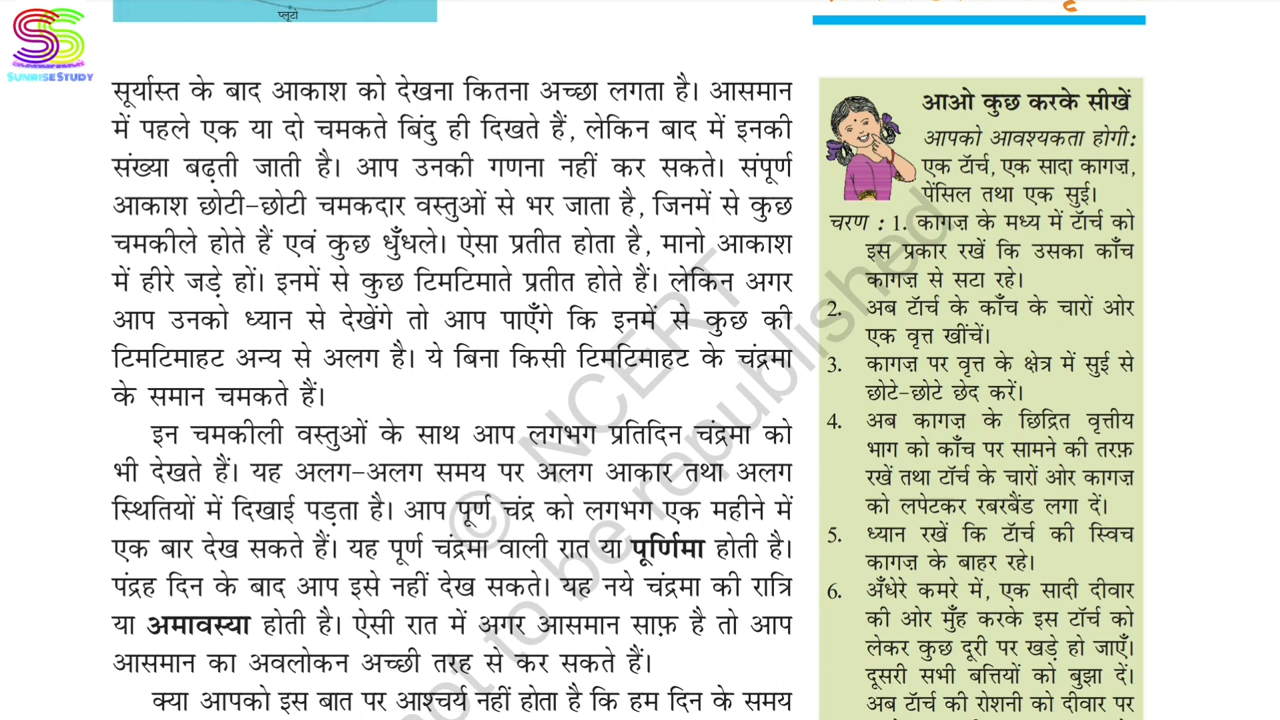 प्लूटो
SS
SUNRISESTUDY
सूर्यास्त के बाद आकाश को देखना कितना अच्छा लगता है। आसमान
में पहले एक या दो चमकते बिंदु ही दिखते हैं, लेकिन बाद में इनकी
संख्या बढ़ती जाती है। आप उनकी गणना नहीं कर सकते। संपूर्ण
आकाश छोटी-छोटी चमकदार वस्तुओं से भर जाता है, जिनमें से कुछ
चमकीले होते हैं एवं कुछ धुँधले। ऐसा प्रतीत होता है, मानो आकाश
में हीरे जड़े हों। इनमें से कुछ टिमटिमाते प्रतीत होते हैं। लेकिन अगर
आप उनको ध्यान से देखेंगे तो आप पाएँगे कि इनमें से कुछ की
टिमटिमाहट अन्य से अलग है। ये बिना किसी टिमटिमाहट के चंद्रमा
के समान चमकते हैं।
इन चमकीली वस्तुओं के साथ आप लगभग प्रतिदिन चंद्रमा को
भी देखते हैं। यह अलग-अलग समय पर अलग आकार तथा अलग
स्थितियों में दिखाई पड़ता है। आप पूर्ण चंद्र को लगभग एक महीने में
एक बार देख सकते हैं। यह पूर्ण चंद्रमा वाली रात या पूर्णिमा होती है।
पंद्रह दिन के बाद आप इसे नहीं देख सकते। यह नये चंद्रमा की रात्रि
या अमावस्या होती है। ऐसी रात में अगर आसमान साफ़ है तो आप
आसमान का अवलोकन अच्छी तरह से कर सकते हैं।
क्या आपको इस बात पर आश्चर्य नहीं होता है कि हम दिन के समय
आओ कुछ करके सीखें
आपको आवश्यकता होगी:
एक टॉर्च, एक सादा कागज़,
पेंसिल तथा एक सुई।
चरण : 1. कागज़ के मध्य में टॉर्च को
इस प्रकार रखें कि उसका काँच
कागज़ से सटा रहे।
2. अब टॉर्च के काँच के चारों ओर
एक वृत्त खींचें।
3. कागज़ पर वृत्त के क्षेत्र में सुई से
छोटे-छोटे छेद करें।
4. अब कागज़ के छिद्रित वृत्तीय
भाग को काँच पर सामने की तरफ़
रखें तथा टॉर्च के चारों ओर कागज़
को लपेटकर रबरबैंड लगा दें।
5. ध्यान रखें कि टॉर्च की स्विच
कागज़ के बाहर रहे।
6. अँधेरे कमरे में, एक सादी दीवार
की ओर मुँह करके इस टॉर्च को
लेकर कुछ दूरी पर खड़े हो जाएँ।
दूसरी सभी बत्तियों को बुझा दें।
अब टॉर्च की रोशनी को दीवार पर
© NCERT
not to be republished